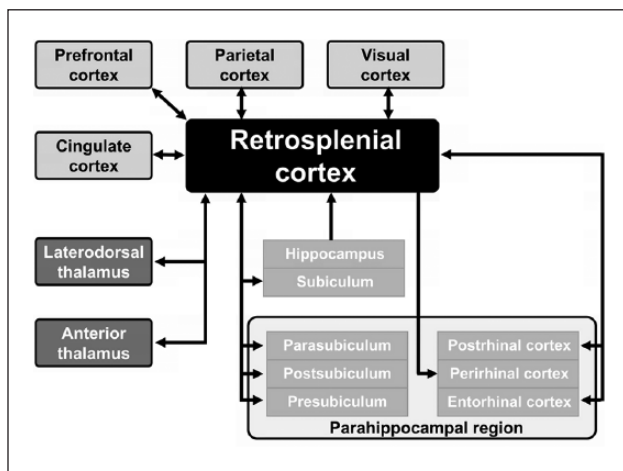 Prefrontal
cortex
Parietal
cortex
Visual
cortex
Cingulate
cortex
Retrosplenial
cortex
Laterodorsal
thalamus
Anterior
thalamus
Hippocampus
Subiculum
Parasubiculum
Postsubiculum
Presubiculum
Postrhinal cortex
Perirhinal cortex
Entorhinal cortex
Parahippocampal region